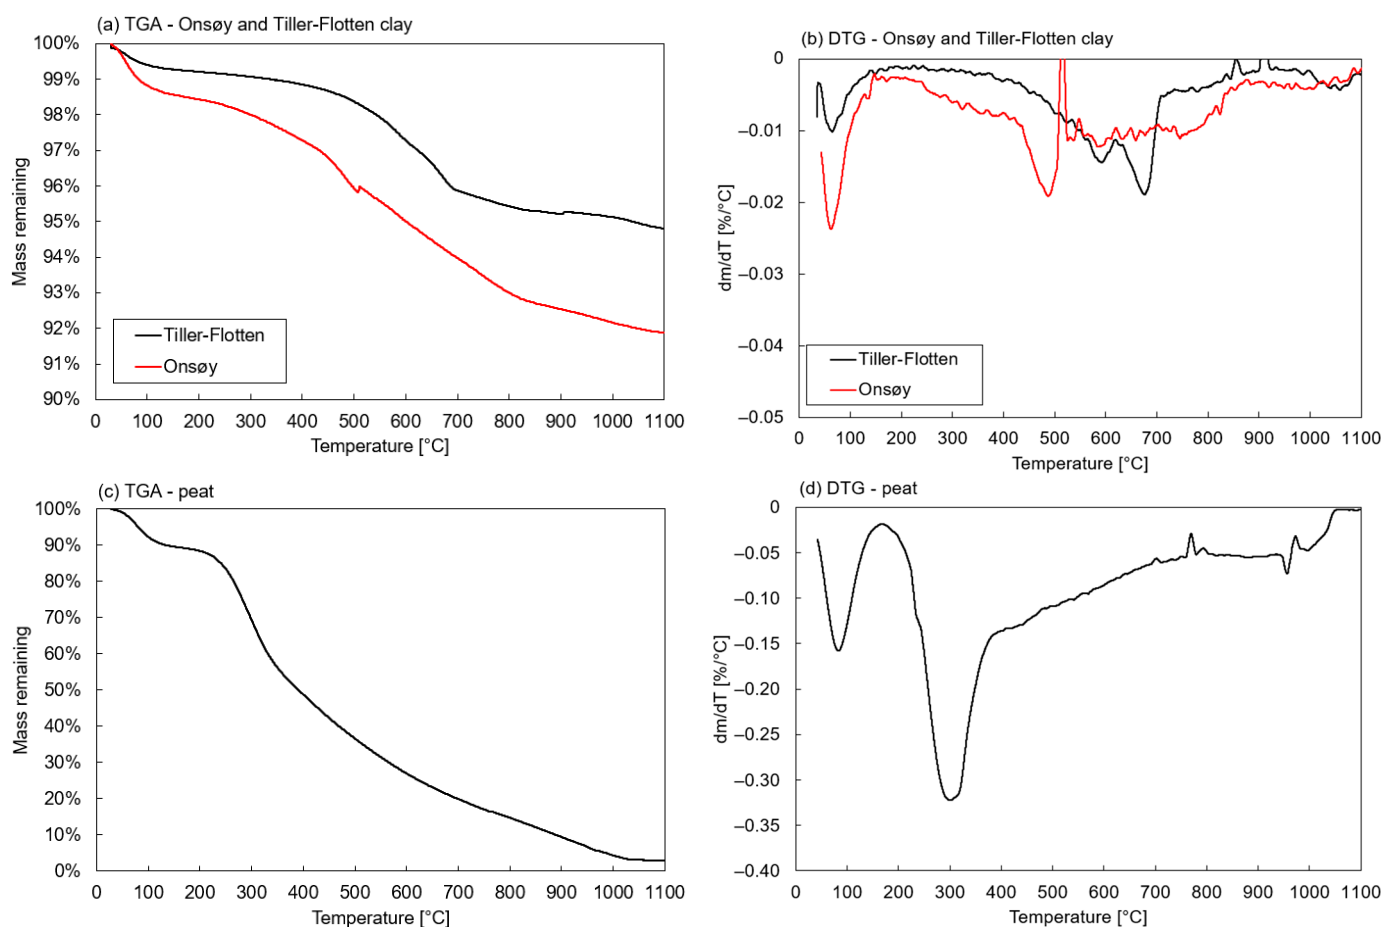 (a) TGA - Onsøy and Tiller-Flotten clay
100%
99%
98%
97%
96%
95%
94%
93%
92%
91%
90%
Mass remaining
Tiller-Flotten
Onsøy
0 100 200 300 400 500 600 700 800 900 1000 1100
Temperature [°C]
(b) DTG - Onsøy and Tiller-Flotten clay
0
–0.01
–0.02
–0.03
–0.04
–0.05
dm/dT [%/°C]
Tiller-Flotten
Onsøy
0 100 200 300 400 500 600 700 800 900 1000 1100
Temperature [°C]
(c) TGA - peat
100%
90%
80%
70%
60%
50%
40%
30%
20%
10%
0%
Mass remaining
0 100 200 300 400 500 600 700 800 900 1000 1100
Temperature [°C]
(d) DTG - peat
0
–0.05
–0.10
–0.15
–0.20
–0.25
–0.30
–0.35
–0.40
dm/dT [%/°C]
0 100 200 300 400 500 600 700 800 900 1000 1100
Temperature [°C]